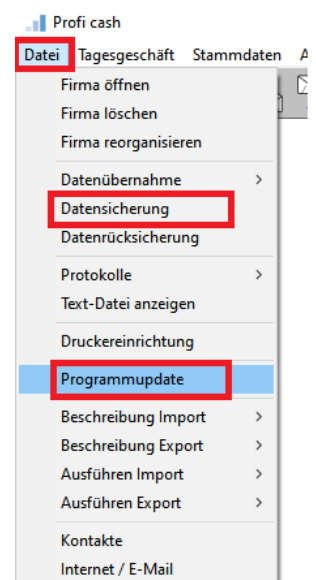 Profi cash
Datei Tagesgeschäft Stammdaten
Firma öffnen
Firma löschen
Firma reorganisieren
Datenübernahme
Datensicherung
Datenrücksicherung
Protokolle
Text-Datei anzeigen
Druckereinrichtung
Programmupdate
Beschreibung Import
Beschreibung Export
Ausführen Import
Ausführen Export
Kontakte
Internet / E-Mail